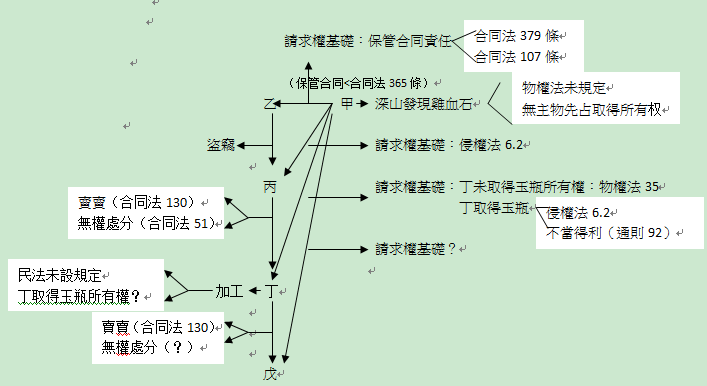 請求權基礎：保管合同責任
合同法 379 條
合同法 107 條
（保管合同<合同法 365 條）
乙
甲
深山發現雞血石
物權法未規定
無主物先占取得所有权
盜竊
請求權基礎：侵權法 6.2
丙
請求權基礎：丁未取得玉瓶所有權：物權法 35
丁取得玉瓶
侵權法 6.2
不當得利（通則 92）
賣賣（合同法 130）
無權處分（合同法 51）
請求權基礎？
民法未設規定
丁取得玉瓶所有權？
加工
丁
賣賣（合同法 130）
無權處分（？）
戊